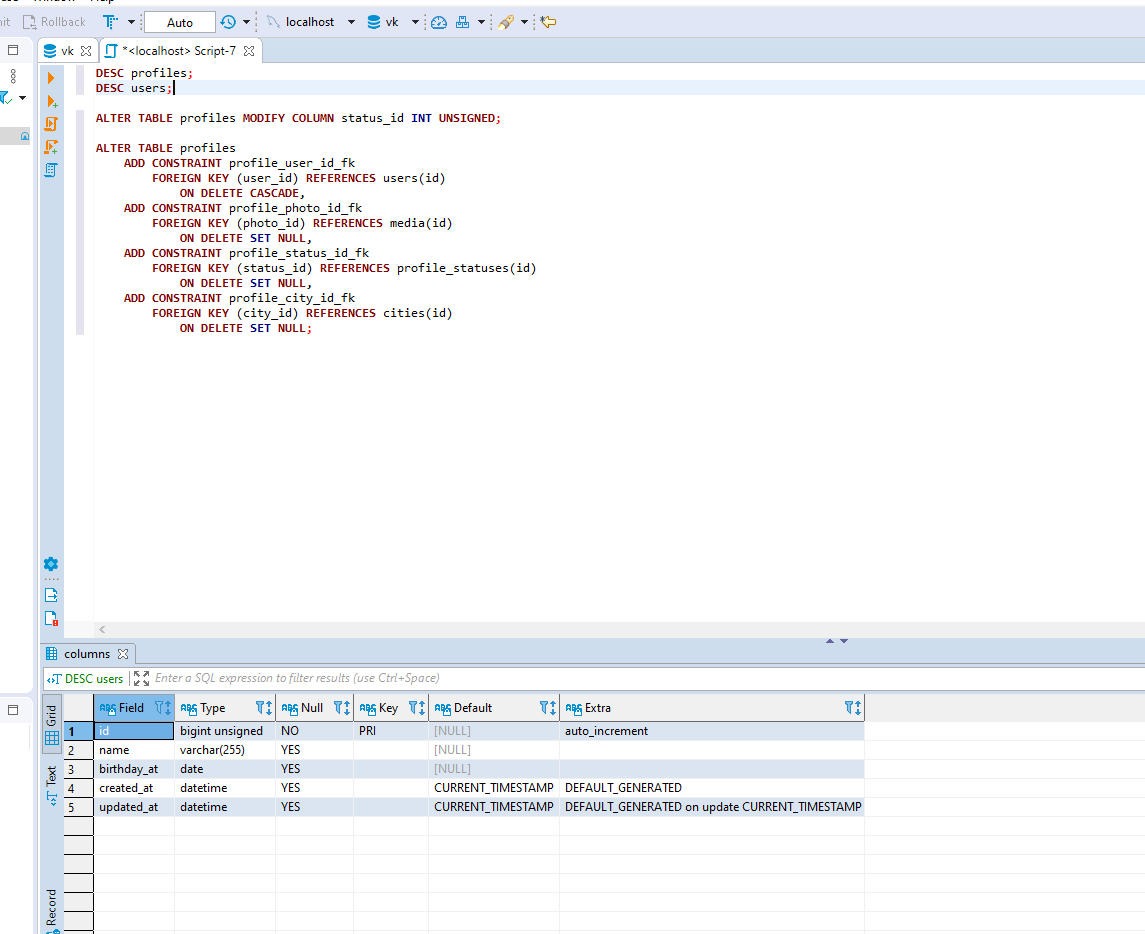 Rollback
Auto
localhost
vk
vk
*<localhost> Script-7
DESC profiles;
DESC users;
ALTER TABLE profiles MODIFY COLUMN status_id INT UNSIGNED;
ALTER TABLE profiles
ADD CONSTRAINT profile_user_id_fk
FOREIGN KEY (user_id) REFERENCES users(id)
ON DELETE CASCADE,
ADD CONSTRAINT profile_photo_id_fk
FOREIGN KEY (photo_id) REFERENCES media(id)
ON DELETE SET NULL,
ADD CONSTRAINT profile_status_id_fk
FOREIGN KEY (status_id) REFERENCES profile_statuses(id)
ON DELETE SET NULL,
ADD CONSTRAINT profile_city_id_fk
FOREIGN KEY (city_id) REFERENCES cities(id)
ON DELETE SET NULL;
columns
DESC users
Enter a SQL expression to filter results (use Ctrl+Space)
Grid
Text
Record
Field Type Null Key Default Extra
1 id bigint unsigned NO PRI [NULL] auto_increment
2 name varchar(255) YES [NULL]
3 birthday_at date YES [NULL]
4 created_at datetime YES CURRENT_TIMESTAMP DEFAULT_GENERATED
5 updated_at datetime YES CURRENT_TIMESTAMP DEFAULT_GENERATED on update CURRENT_TIMESTAMP